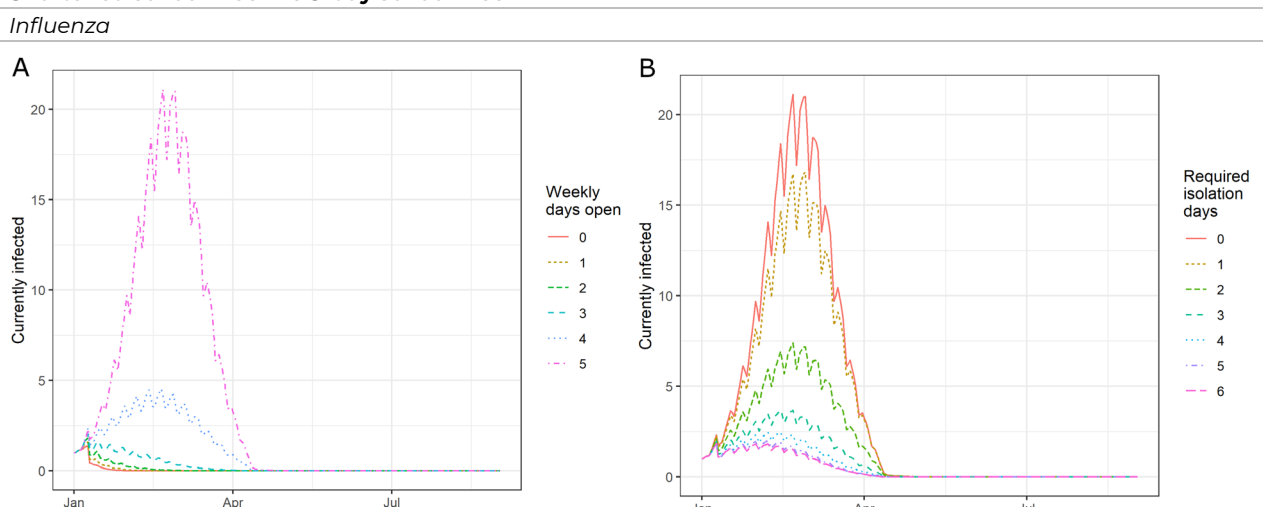 Influenza
A
20
15
10
5
0
Currently infected
Jan
Apr
Jul
Weekly
days open
0
1
2
3
4
5
B
20
15
10
5
0
Currently infected
Required
isolation
days
0
1
2
3
4
5
6